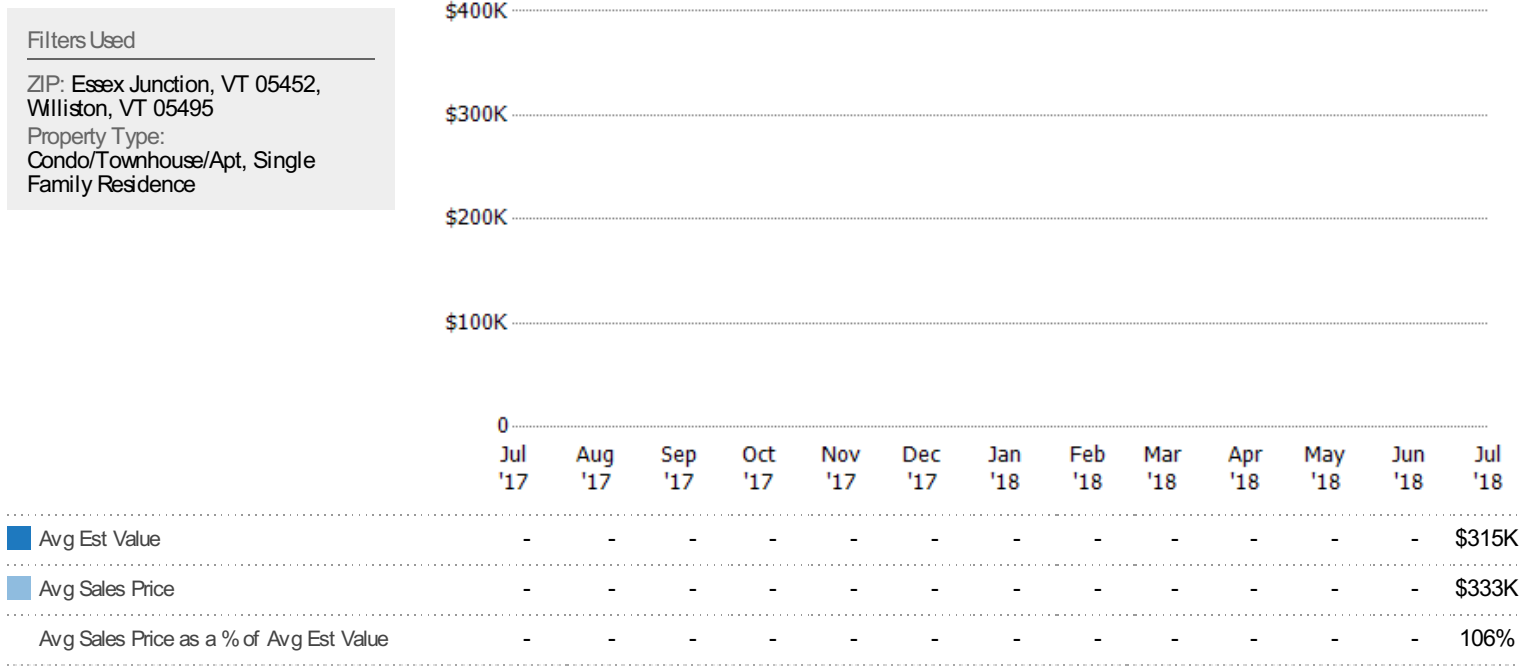 Filters Used
ZIP: Essex Junction, VT 05452,
Williston, VT 05495
Property Type:
Condo/Townhouse/Apt, Single
Family Residence
$400K
$300K
$200K
$100K
0
Jul Aug Sep Oct Nov Dec Jan Feb Mar Apr May Jun Jul
'17 '17 '17 '17 '17 '17 '18 '18 '18 '18 '18 '18 '18
Avg Est Value - - - - - - - - - - - - $315K
Avg Sales Price - - - - - - - - - - - - $333K
Avg Sales Price as a % of Avg Est Value - - - - - - - - - - - - 106%